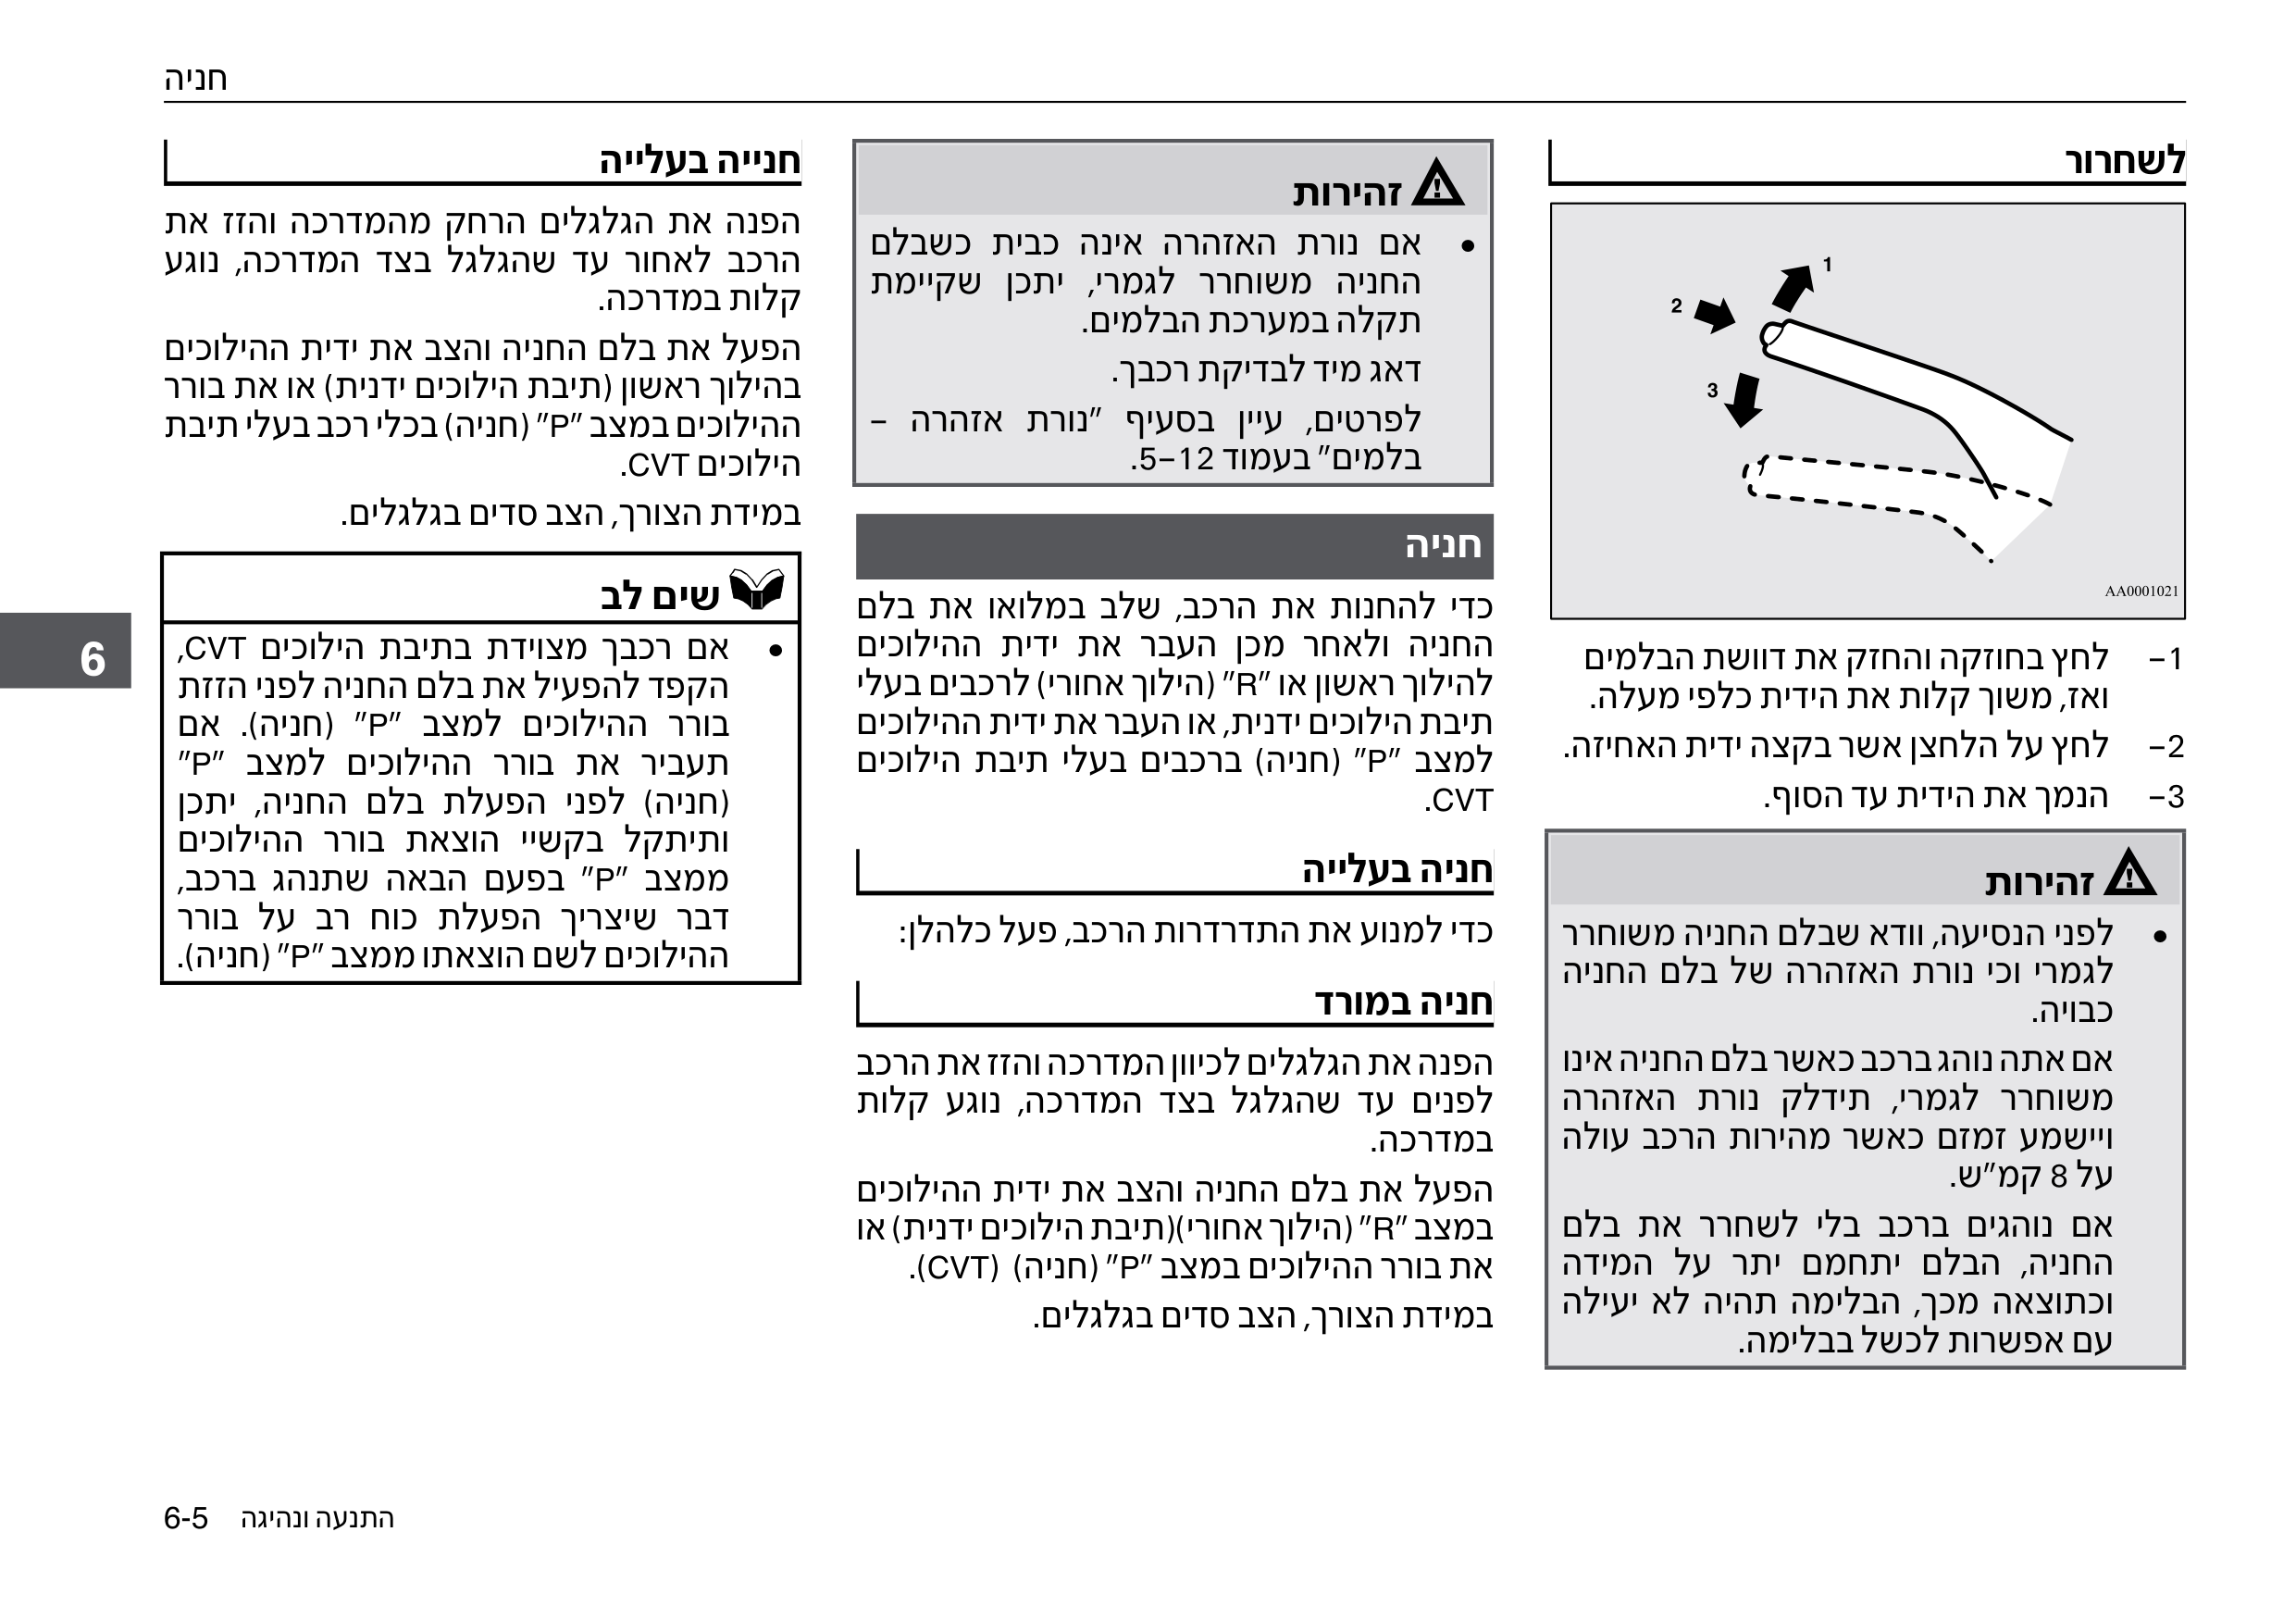 חניה
לשחרור
1
2
3
AA0001021
1– לחץ בחוזקה והחזק את דוושת הבלמים
ואז, משוך קלות את הידית כלפי מעלה.
2– לחץ על הלחצן אשר בקצה ידית האחיזה.
3– הנמך את הידית עד הסוף.
זהירות
• לפני הנסיעה, וודא שבלם החניה משוחרר
לגמרי וכי נורת האזהרה של בלם החניה
כבויה.
אם אתה נוהג ברכב כאשר בלם החניה אינו
משוחרר לגמרי, תידלק נורת האזהרה
ויישמע זמזם כאשר מהירות הרכב עולה
על 8 קמ"ש.
אם נוהגים ברכב בלי לשחרר את בלם
החניה, הבלם יתחמם יתר על המידה
וכתוצאה מכך, הבלימה תהיה לא יעילה
עם אפשרות לכשל בבלימה.
זהירות
• אם נורת האזהרה אינה כבית כשבלם
החניה משוחרר לגמרי, יתכן שקיימת
תקלה במערכת הבלמים.
דאג מיד לבדיקת רכבך.
לפרטים, עיין בסעיף "נורת אזהרה –
בלמים" בעמוד 5–12.
חניה
כדי להחנות את הרכב, שלב במלואו את בלם
החניה ולאחר מכן העבר את ידית ההילוכים
להילוך ראשון או "R" (הילוך אחורי) לרכבים בעלי
תיבת הילוכים ידנית, או העבר את ידית ההילוכים
למצב "P" (חניה) ברכבים בעלי תיבת הילוכים
CVT.
חניה בעלייה
כדי למנוע את התדרדרות הרכב, פעל כלהלן:
חניה במורד
הפנה את הגלגלים לכיוון המדרכה והזז את הרכב
לפנים עד שהגלגל בצד המדרכה, נוגע קלות
במדרכה.
הפעל את בלם החניה והצב את ידית ההילוכים
במצב "R" (הילוך אחורי)(תיבת הילוכים ידנית) או
את בורר ההילוכים במצב "P" (חניה) (CVT).
במידת הצורך, הצב סדים בגלגלים.
חנייה בעלייה
הפנה את הגלגלים הרחק מהמדרכה והזז את
הרכב לאחור עד שהגלגל בצד המדרכה, נוגע
קלות במדרכה.
הפעל את בלם החניה והצב את ידית ההילוכים
בהילוך ראשון (תיבת הילוכים ידנית) או את בורר
ההילוכים במצב "P" (חניה) בכלי רכב בעלי תיבת
הילוכים CVT.
במידת הצורך, הצב סדים בגלגלים.
שים לב
• אם רכבך מצוידת בתיבת הילוכים CVT,
הקפד להפעיל את בלם החניה לפני הזזת
בורר ההילוכים למצב "P" (חניה). אם
תעביר את בורר ההילוכים למצב "P"
(חניה) לפני הפעלת בלם החניה, יתכן
ותיתקל בקשיי הוצאת בורר ההילוכים
ממצב "P" בפעם הבאה שתנהג ברכב,
דבר שיצריך הפעלת כוח רב על בורר
ההילוכים לשם הוצאתו ממצב "P" (חניה).
6
התנעה ונהיגה 6-5